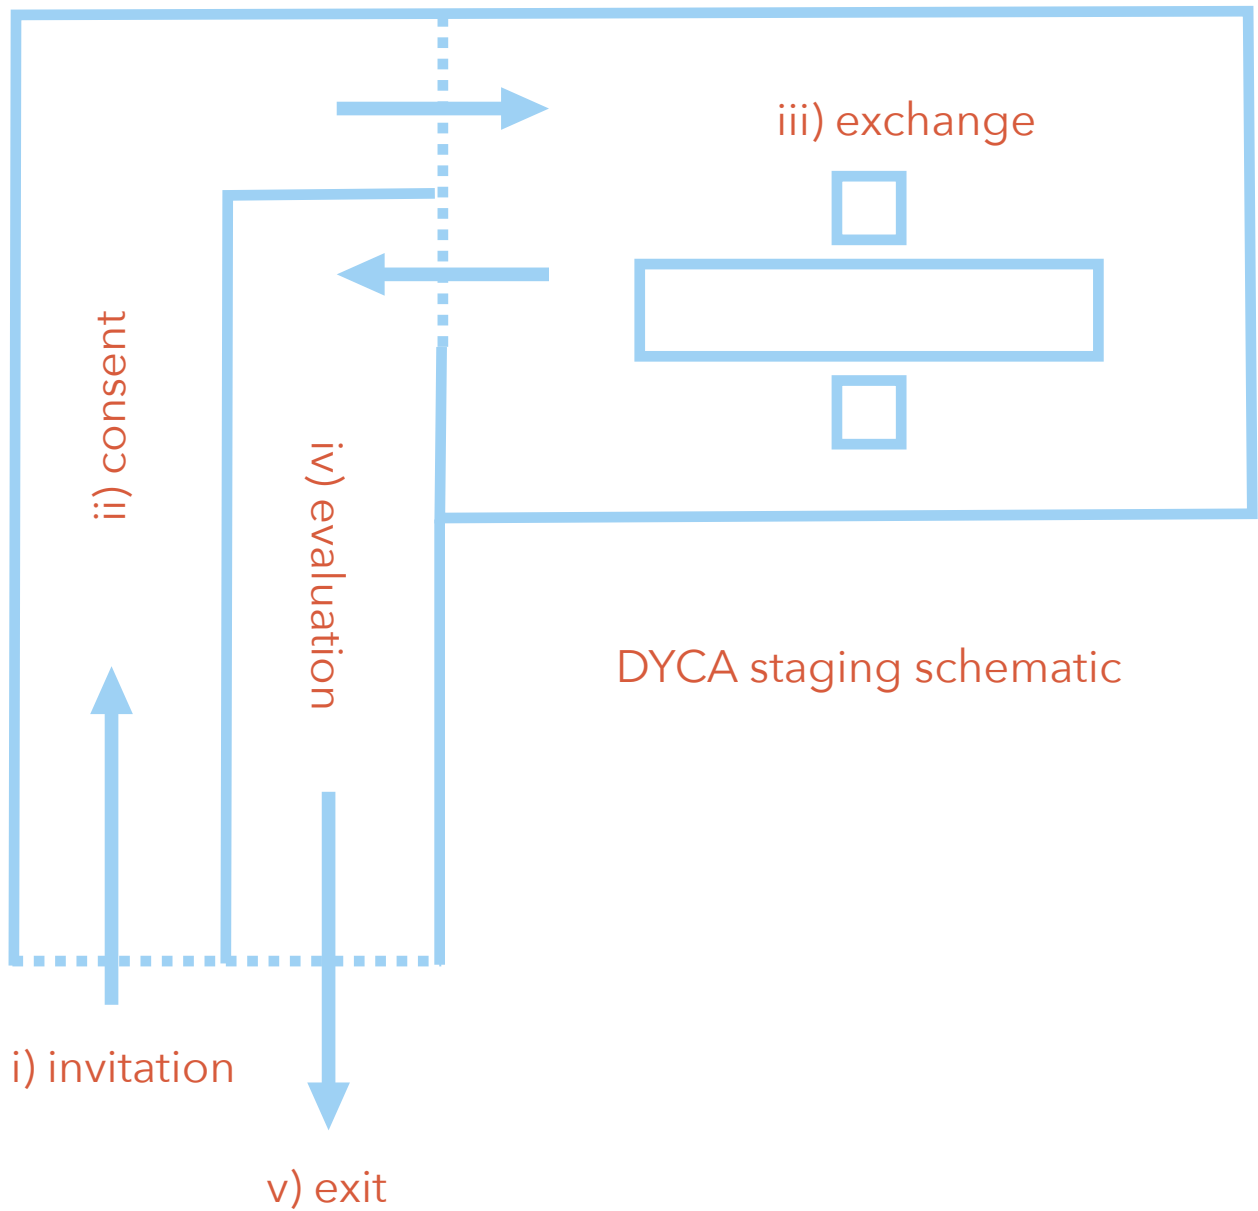 iii) exchange
ii) consent
iv) evaluation
DYCA staging schematic
i) invitation
v) exit